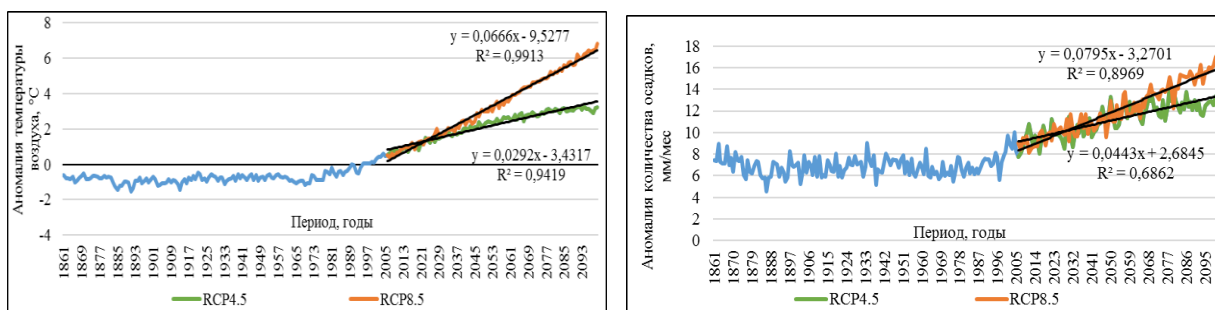 Аномалия температуры
воздуха, °С
8
6
4
2
0
-2
-4
y = 0,0666x - 9,5277
R² = 0,9913
y = 0,0292x - 3,4317
R² = 0,9419
Период, годы
1861 1869 1877 1885 1893 1901 1909 1917 1925 1933 1941 1949 1957 1965 1973 1981 1989 1997 2005 2013 2021 2029 2037 2045 2053 2061 2069 2077 2085 2093
RCP4.5 RCP8.5
Аномалия количества осадков,
мм/мес
18
16
14
12
10
8
6
4
2
0
y = 0,0795x - 3,2701
R² = 0,8969
y = 0,0443x + 2,6845
R² = 0,6862
Период, годы
1861 1870 1879 1888 1897 1906 1915 1924 1933 1942 1951 1960 1969 1978 1987 1996 2005 2014 2023 2032 2041 2050 2059 2068 2077 2086 2095
RCP4.5 RCP8.5